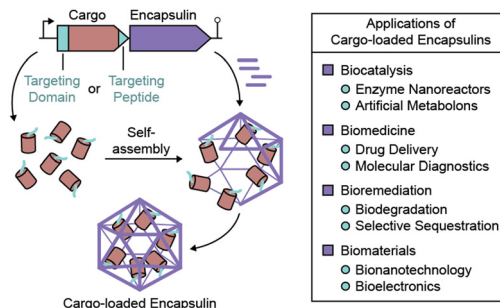 Cargo Encapsulin
Targeting Domain
or
Targeting Peptide
Self-assembly
Cargo-loaded Encapsulin
Applications of
Cargo-loaded Encapsulins
Biocatalysis
Enzyme Nanoreactors
Artificial Metabolons
Biomedicine
Drug Delivery
Molecular Diagnostics
Bioremediation
Biodegradation
Selective Sequestration
Biomaterials
Bionanotechnology
Bioelectronics